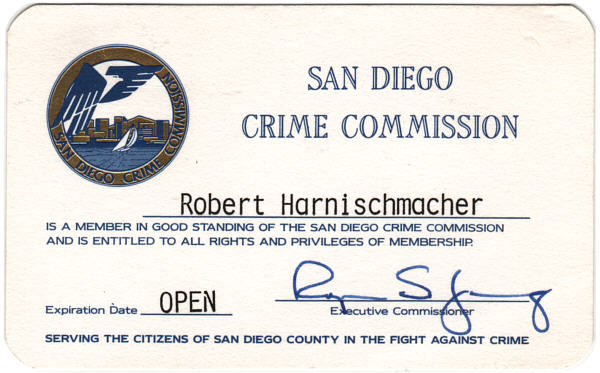 SAN DIEGO CRIME COMMISSION
SAN DIEGO
CRIME COMMISSION
Robert Harnischmacher
IS A MEMBER IN GOOD STANDING OF THE SAN DIEGO CRIME COMMISSION
AND IS ENTITLED TO ALL RIGHTS AND PRIVILEGES OF MEMBERSHIP.
Expiration Date OPEN
Executive Commissioner
SERVING THE CITIZENS OF SAN DIEGO COUNTY IN THE FIGHT AGAINST CRIME